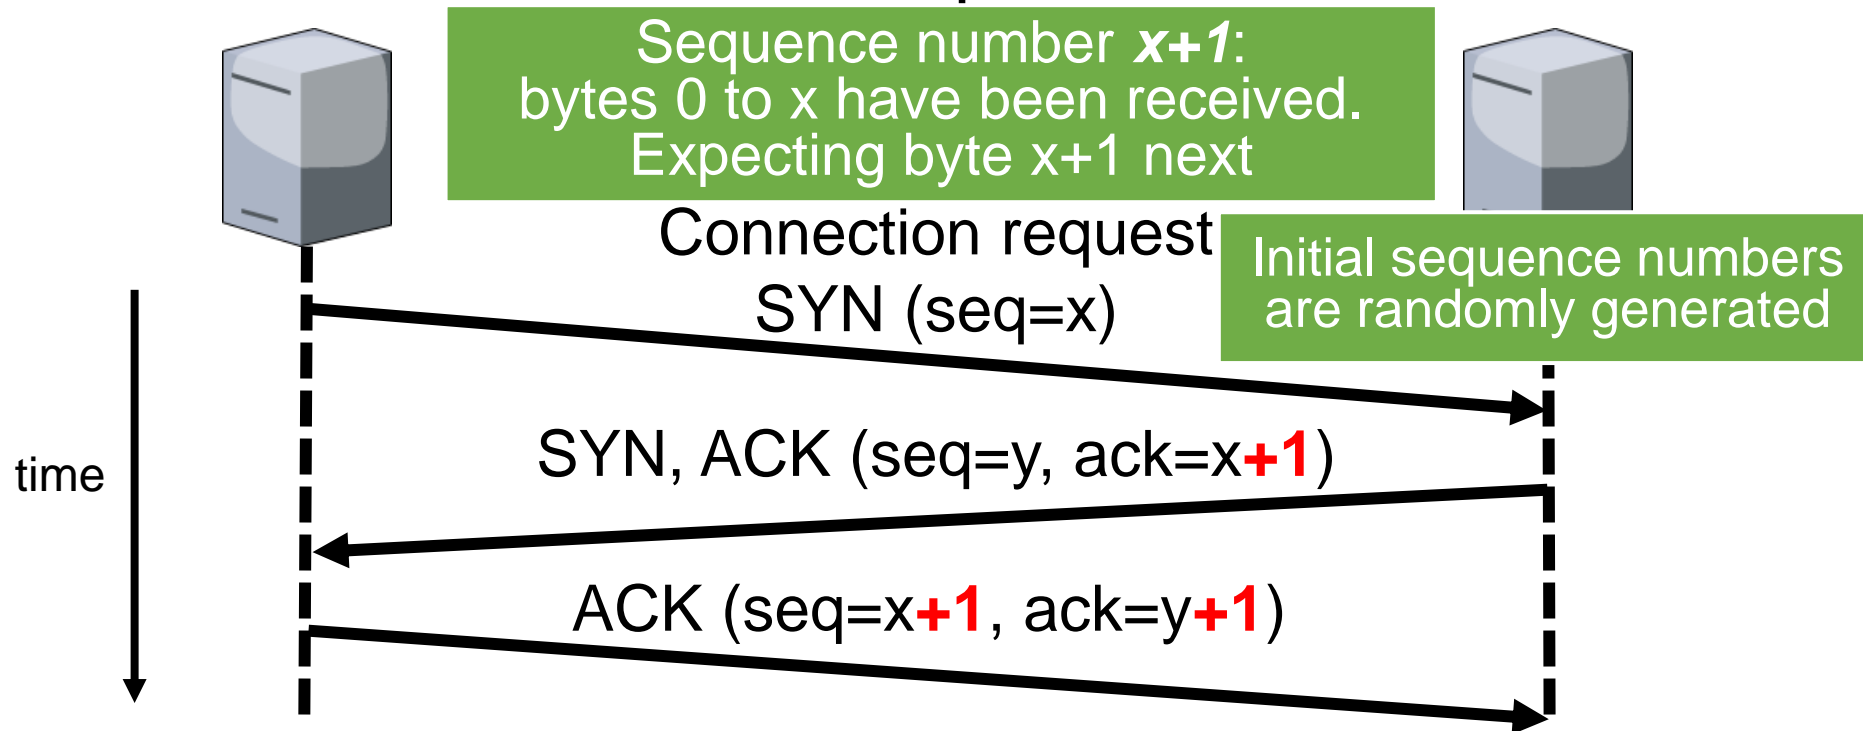 Sequence number x+1:
bytes 0 to x have been received.
Expecting byte x+1 next
Connection request
Initial sequence numbers
are randomly generated
SYN (seq=x)
SYN, ACK (seq=y, ack=x+1)
time
ACK (seq=x+1, ack=y+1)